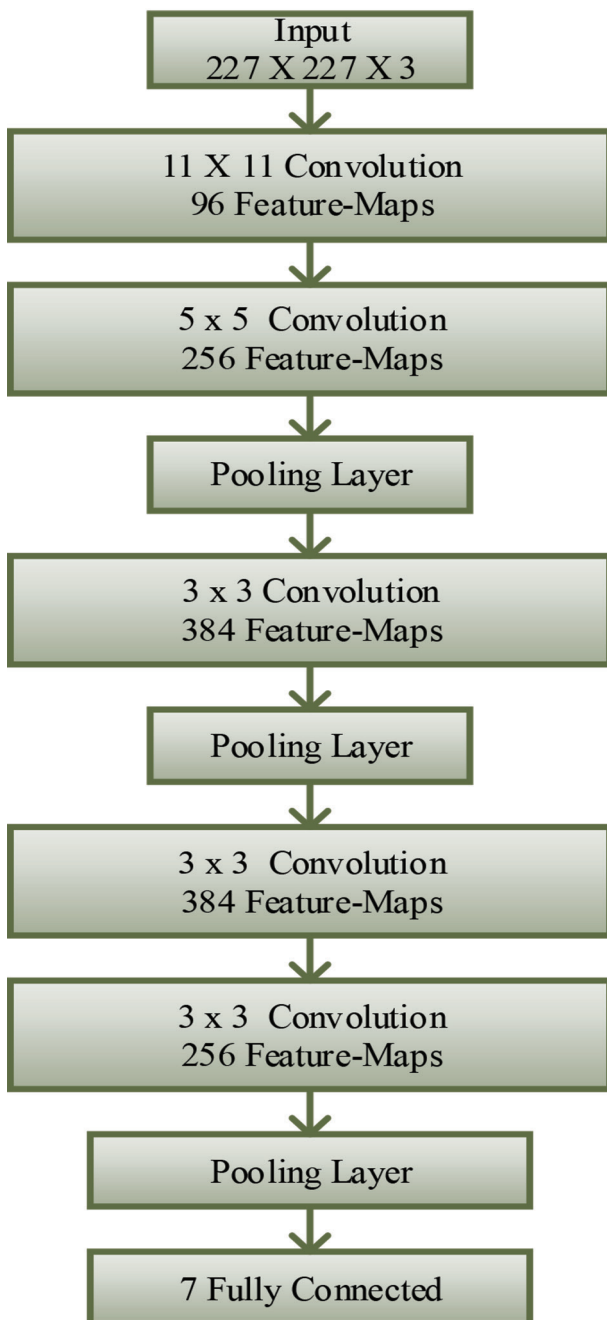 Input
227 X 227 X 3
11 X 11 Convolution
96 Feature-Maps
5 x 5 Convolution
256 Feature-Maps
Pooling Layer
3 x 3 Convolution
384 Feature-Maps
Pooling Layer
3 x 3 Convolution
384 Feature-Maps
3 x 3 Convolution
256 Feature-Maps
Pooling Layer
7 Fully Connected